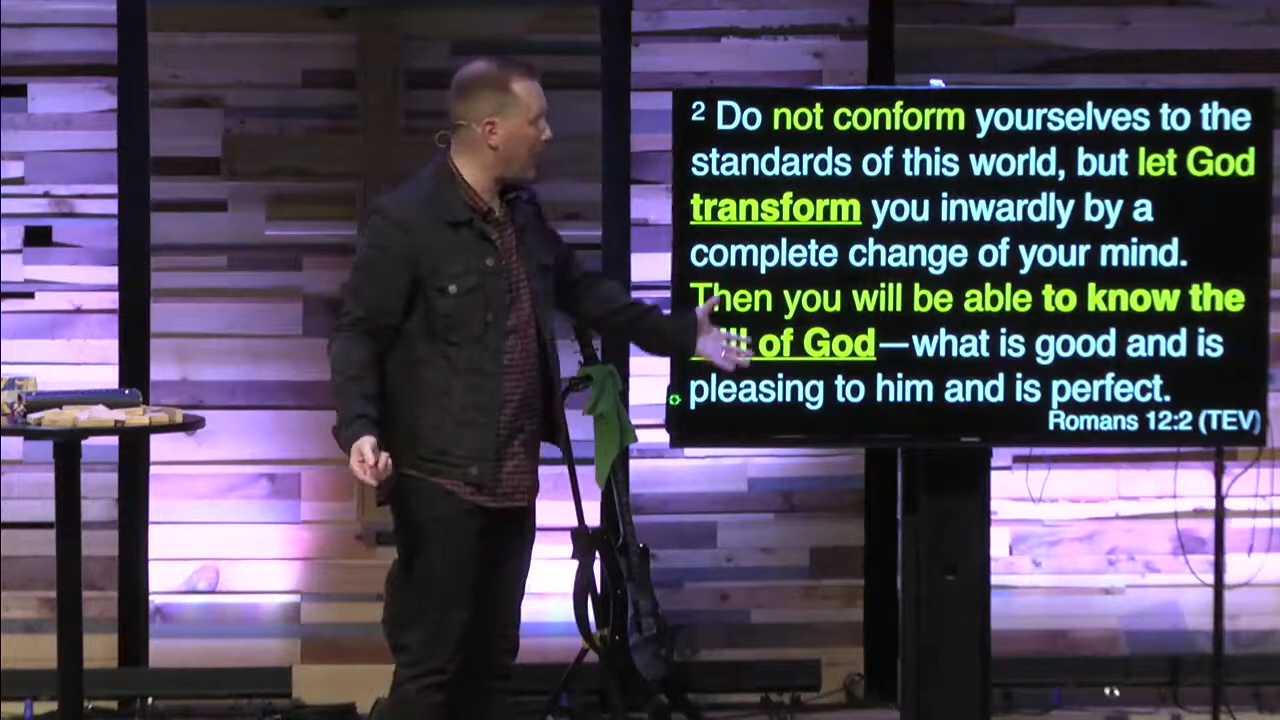 2 Do not conform yourselves to the
standards of this world, but let God
transform you inwardly by a
complete change of your mind.
Then you will be able to know the
of God—what is good and is
pleasing to him and is perfect.
Romans 12:2 (TEV)